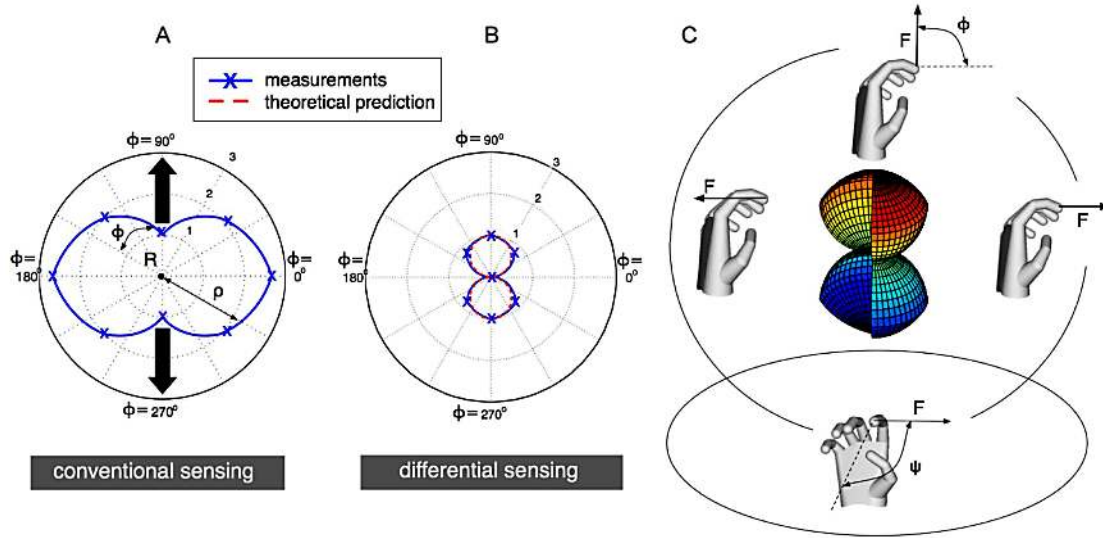 A
B
C
measurements
theoretical prediction
F
ϕ
ϕ= 90°
3
2
1
ϕ
R
ρ
ϕ=
180°
ϕ=
0°
ϕ= 270°
ϕ= 90°
3
2
1
ϕ=
180°
ϕ=
0°
ϕ= 270°
F
F
F
ψ
conventional sensing
differential sensing